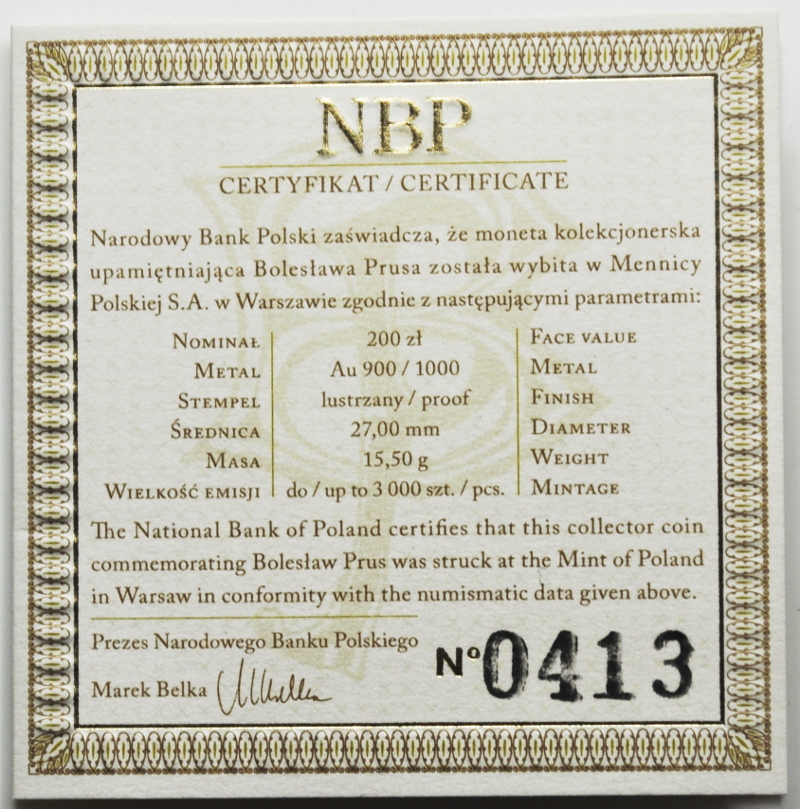 NBP
CERTYFIKAT / CERTIFICATE
Narodowy Bank Polski zaświadcza, że moneta kolekcjonerska
upamiętniająca Bolesława Prusa została wybita w Mennicy
Polskiej S.A. w Warszawie zgodnie z następującymi parametrami:
Nominał 200 zł Face value
Metal Au 900 / 1000 Metal
Stempel lustrzany / proof Finish
Średnica 27,00 mm Diameter
Masa 15,50 g Weight
Wielkość emisji do / up to 3 000 szt. / pcs. Mintage
The National Bank of Poland certifies that this collector coin
commemorating Bolesław Prus was struck at the Mint of Poland
in Warsaw in conformity with the numismatic data given above.
Prezes Narodowego Banku Polskiego
Marek Belka
Nº 0413